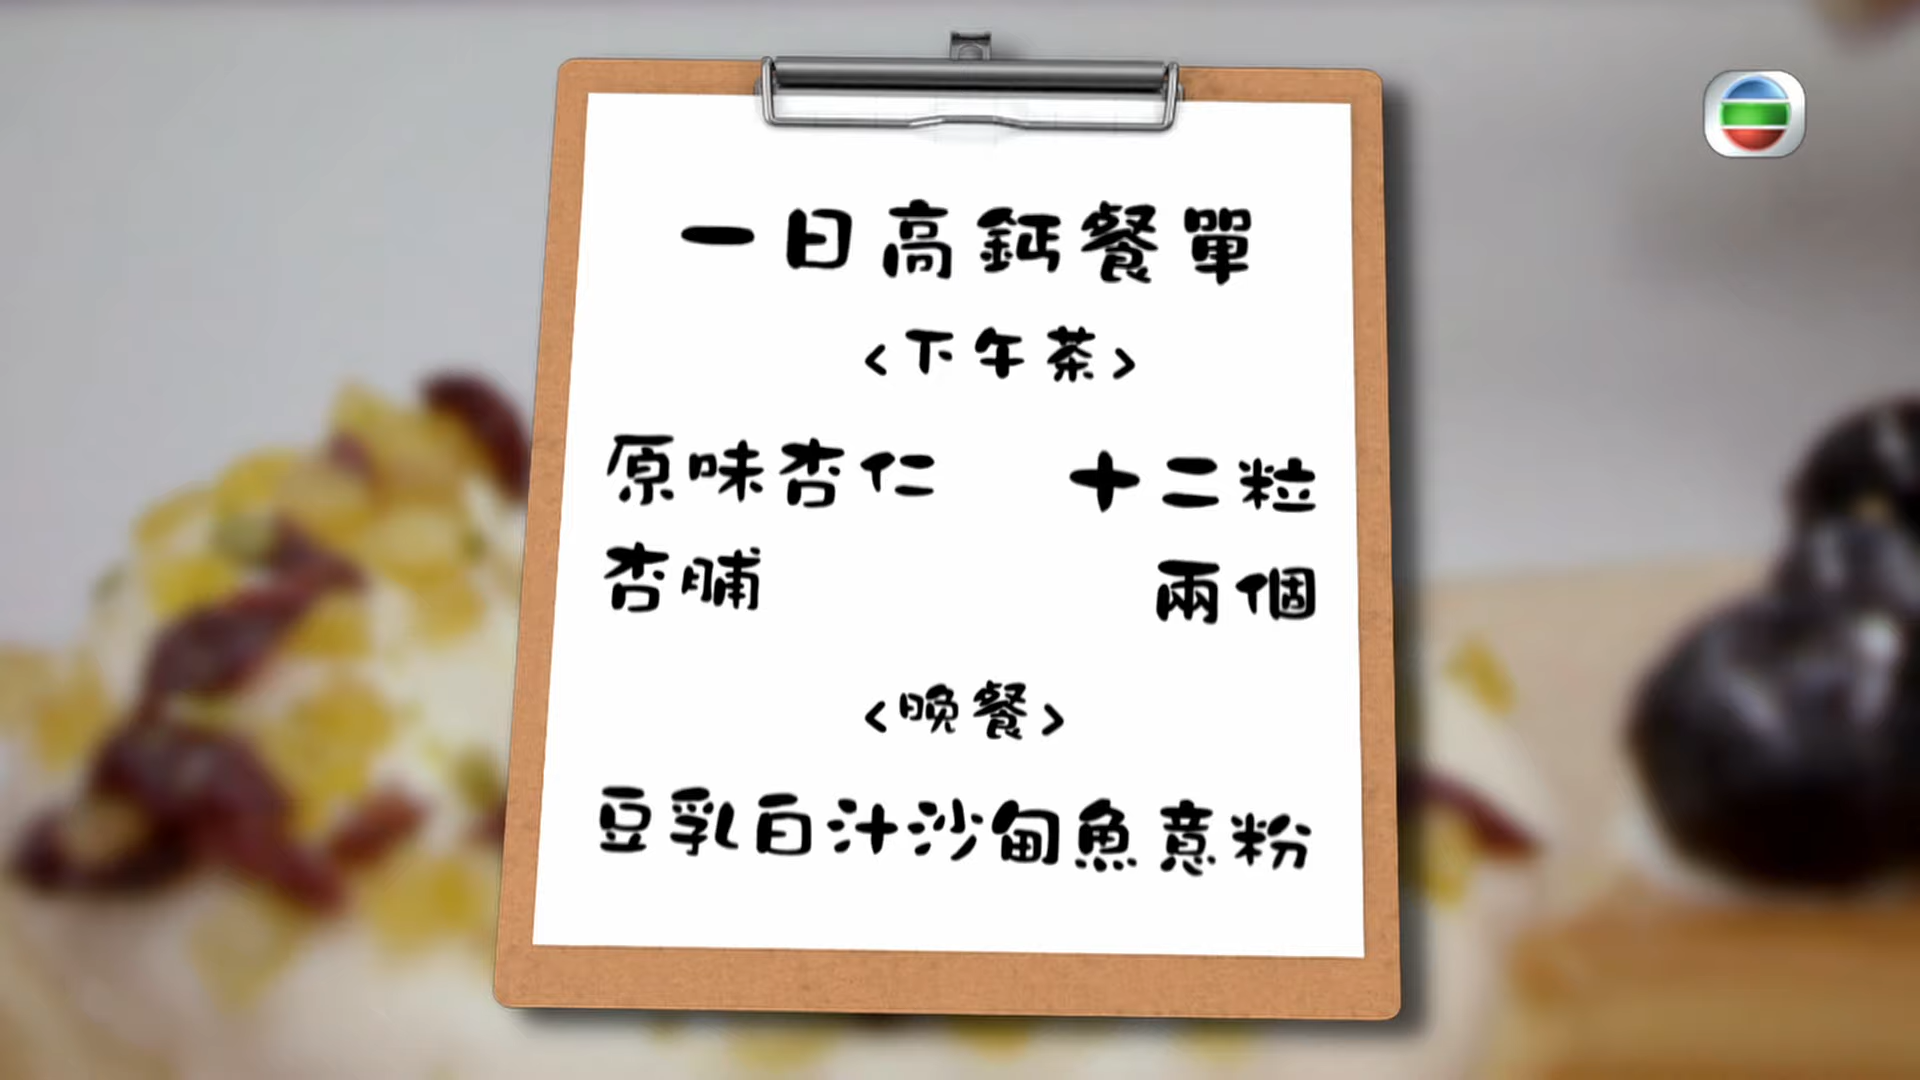 一日高鈣餐單
<下午茶>
原味杏仁 十二粒
杏脯 兩個
<晚餐>
豆乳白汁沙甸魚意粉